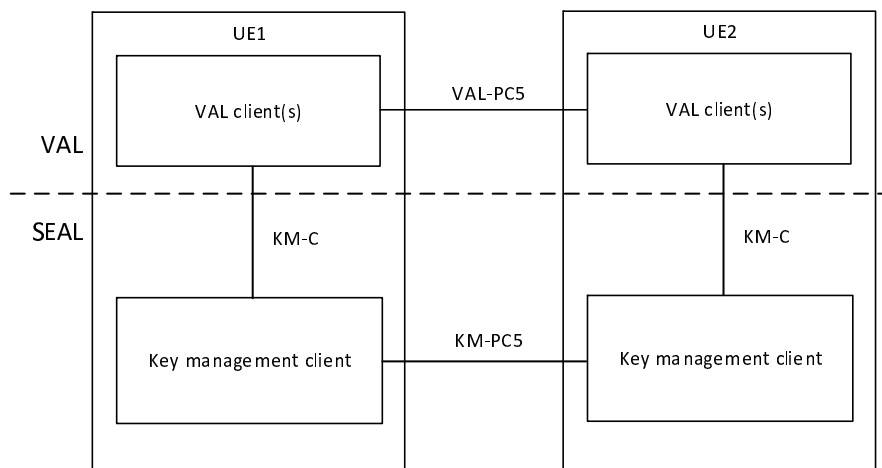 UE1
UE2
VAL client(s)
VAL-PC5
VAL client(s)
VAL
SEAL
KM-C
KM-C
Key management client
KM-PC5
Key management client